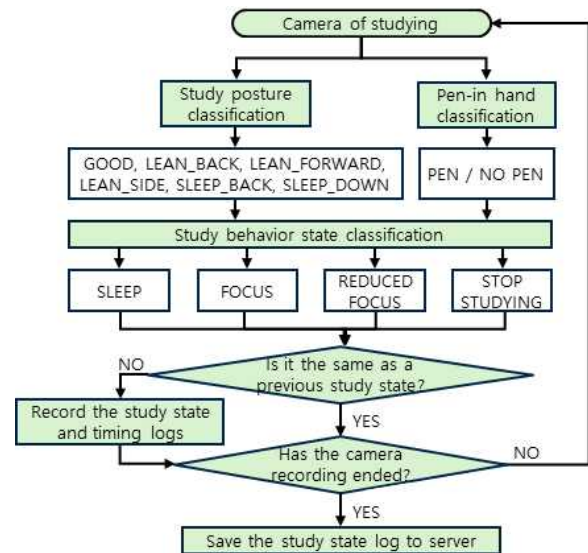 Camera of studying
Study posture
classification
Pen-in hand
classification
GOOD, LEAN_BACK, LEAN_FORWARD,
LEAN_SIDE, SLEEP_BACK, SLEEP_DOWN
PEN / NO PEN
Study behavior state classification
SLEEP
FOCUS
REDUCED
FOCUS
STOP
STUDYING
NO
Is it the same as a
previous study state?
Record the study state
and timing logs
YES
Has the camera
recording ended?
NO
YES
Save the study state log to server